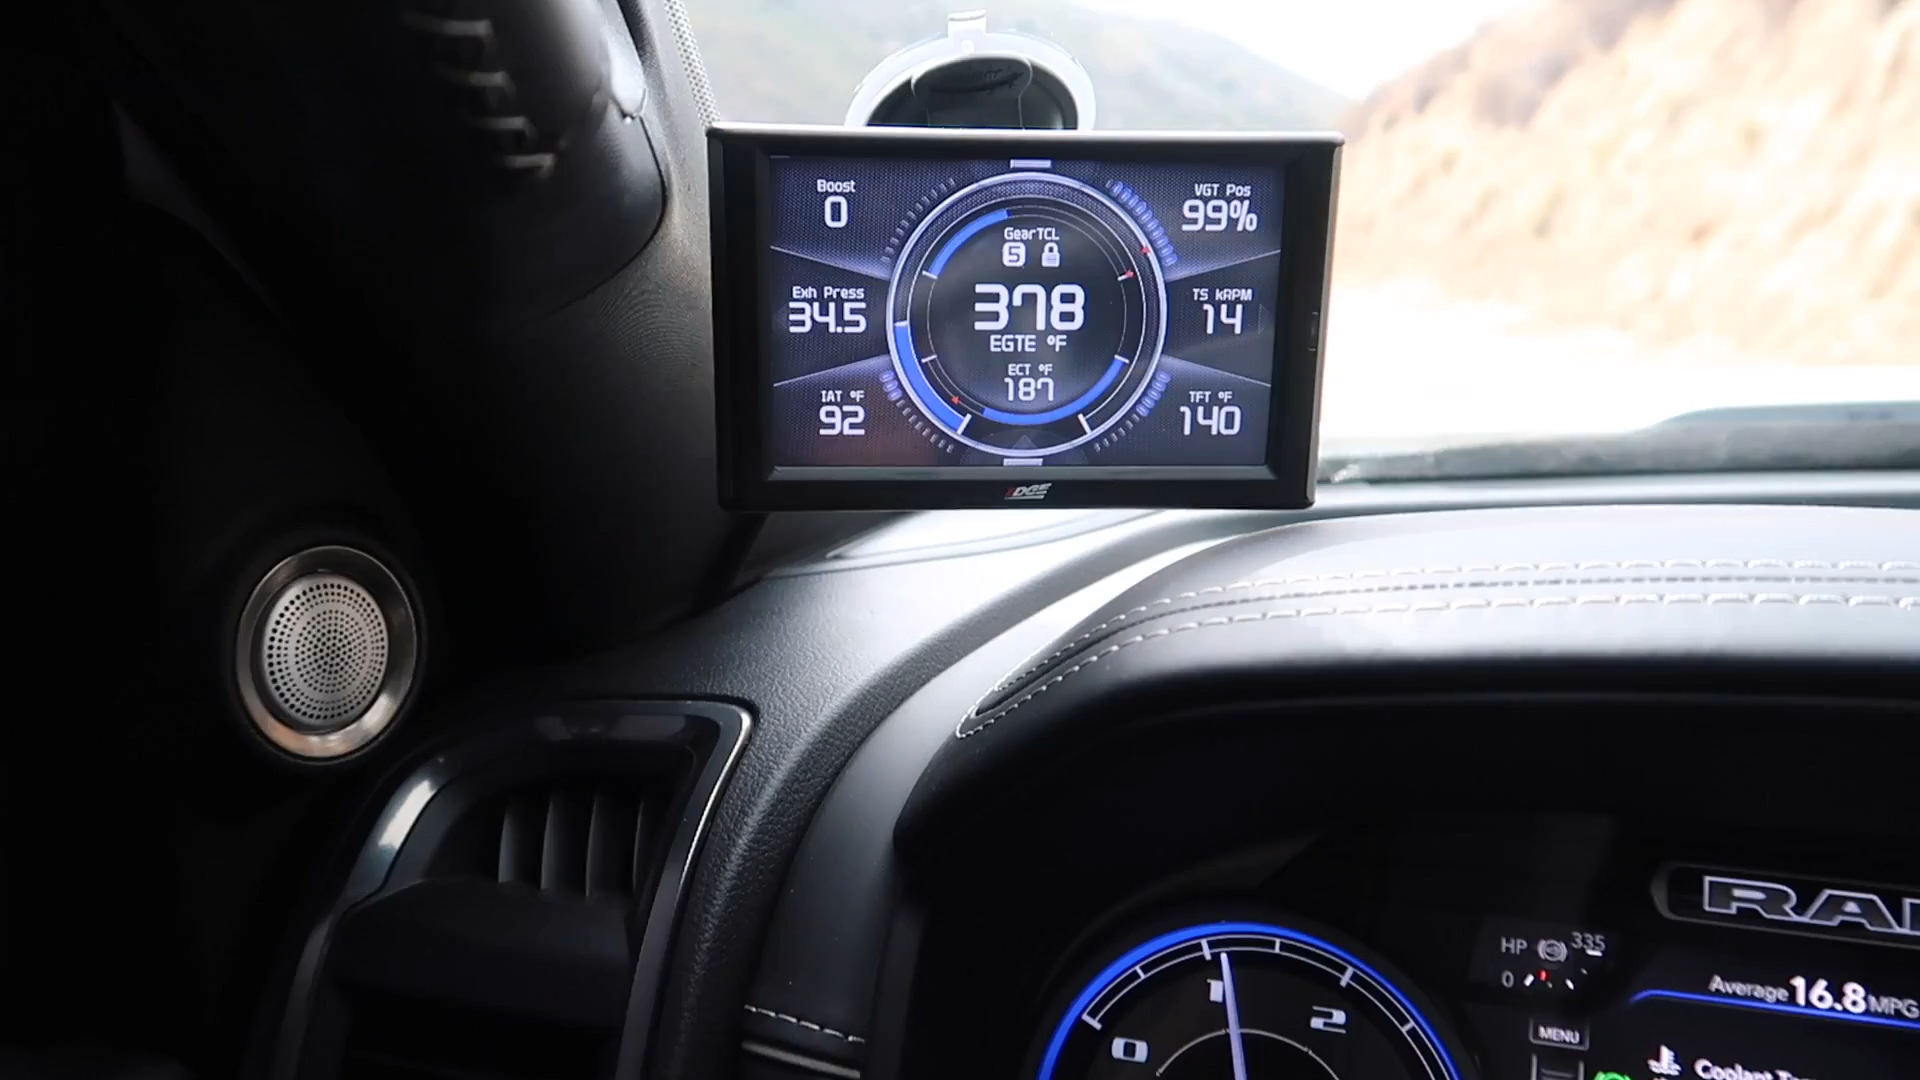 Boost
0
VGT Pos
99%
GearTCL
5
Exh Press
34.5
378
EGTE °F
TS kRPM
14
ECT °F
187
IAT °F
92
TFT °F
140
EDGE
RA
HP 335
0
Average 16.8 MPG
1
2
0
MENU
Coolant